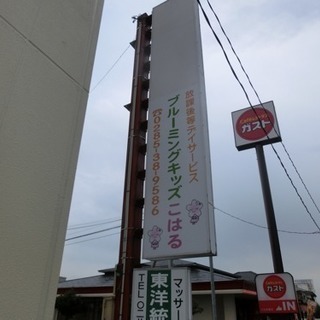 放課後等デイサービス
ブルーミングキッズこはる
☎0285-38-9586
ガスト
ガスト
IN
マッサー
東洋統
TEL0